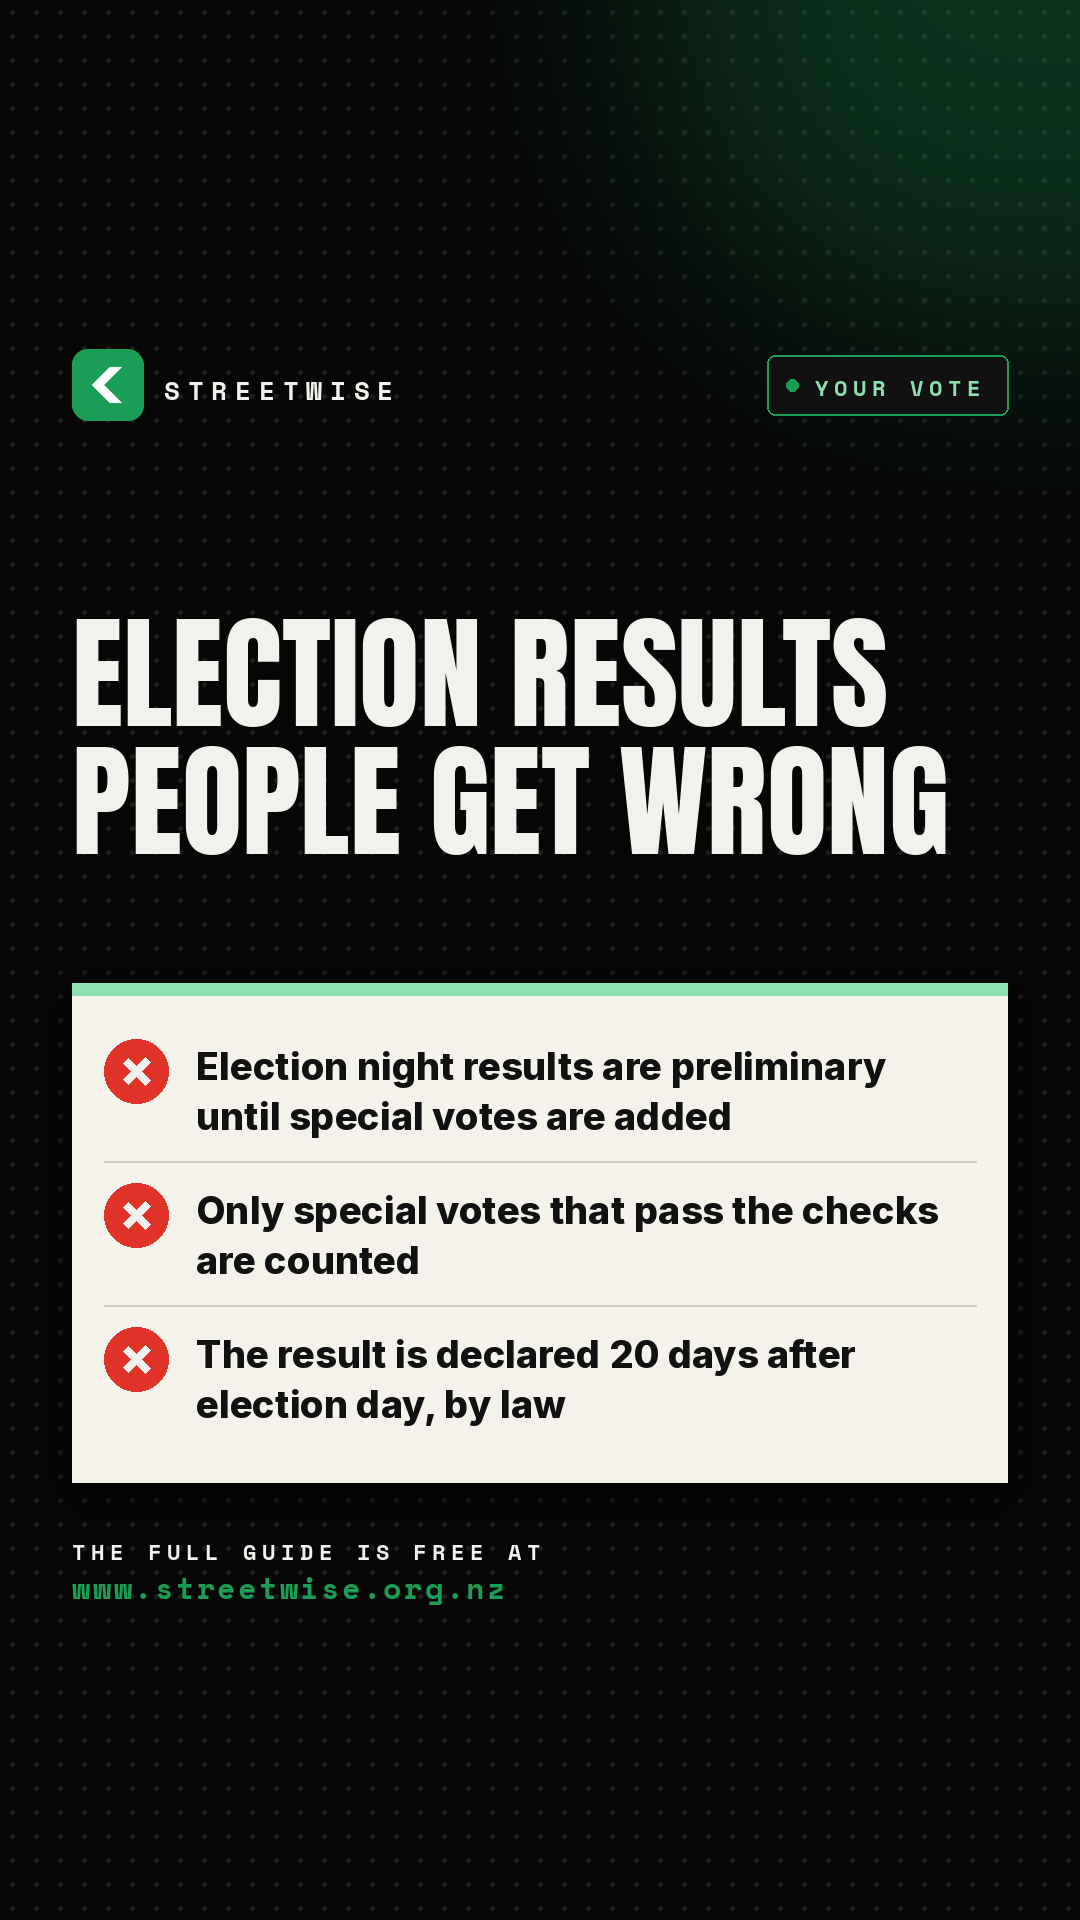 STREETWISE
YOUR VOTE
ELECTION RESULTS
PEOPLE GET WRONG
Election night results are preliminary
until special votes are added
Only special votes that pass the checks
are counted
The result is declared 20 days after
election day, by law
THE FULL GUIDE IS FREE AT
www.streetwise.org.nz